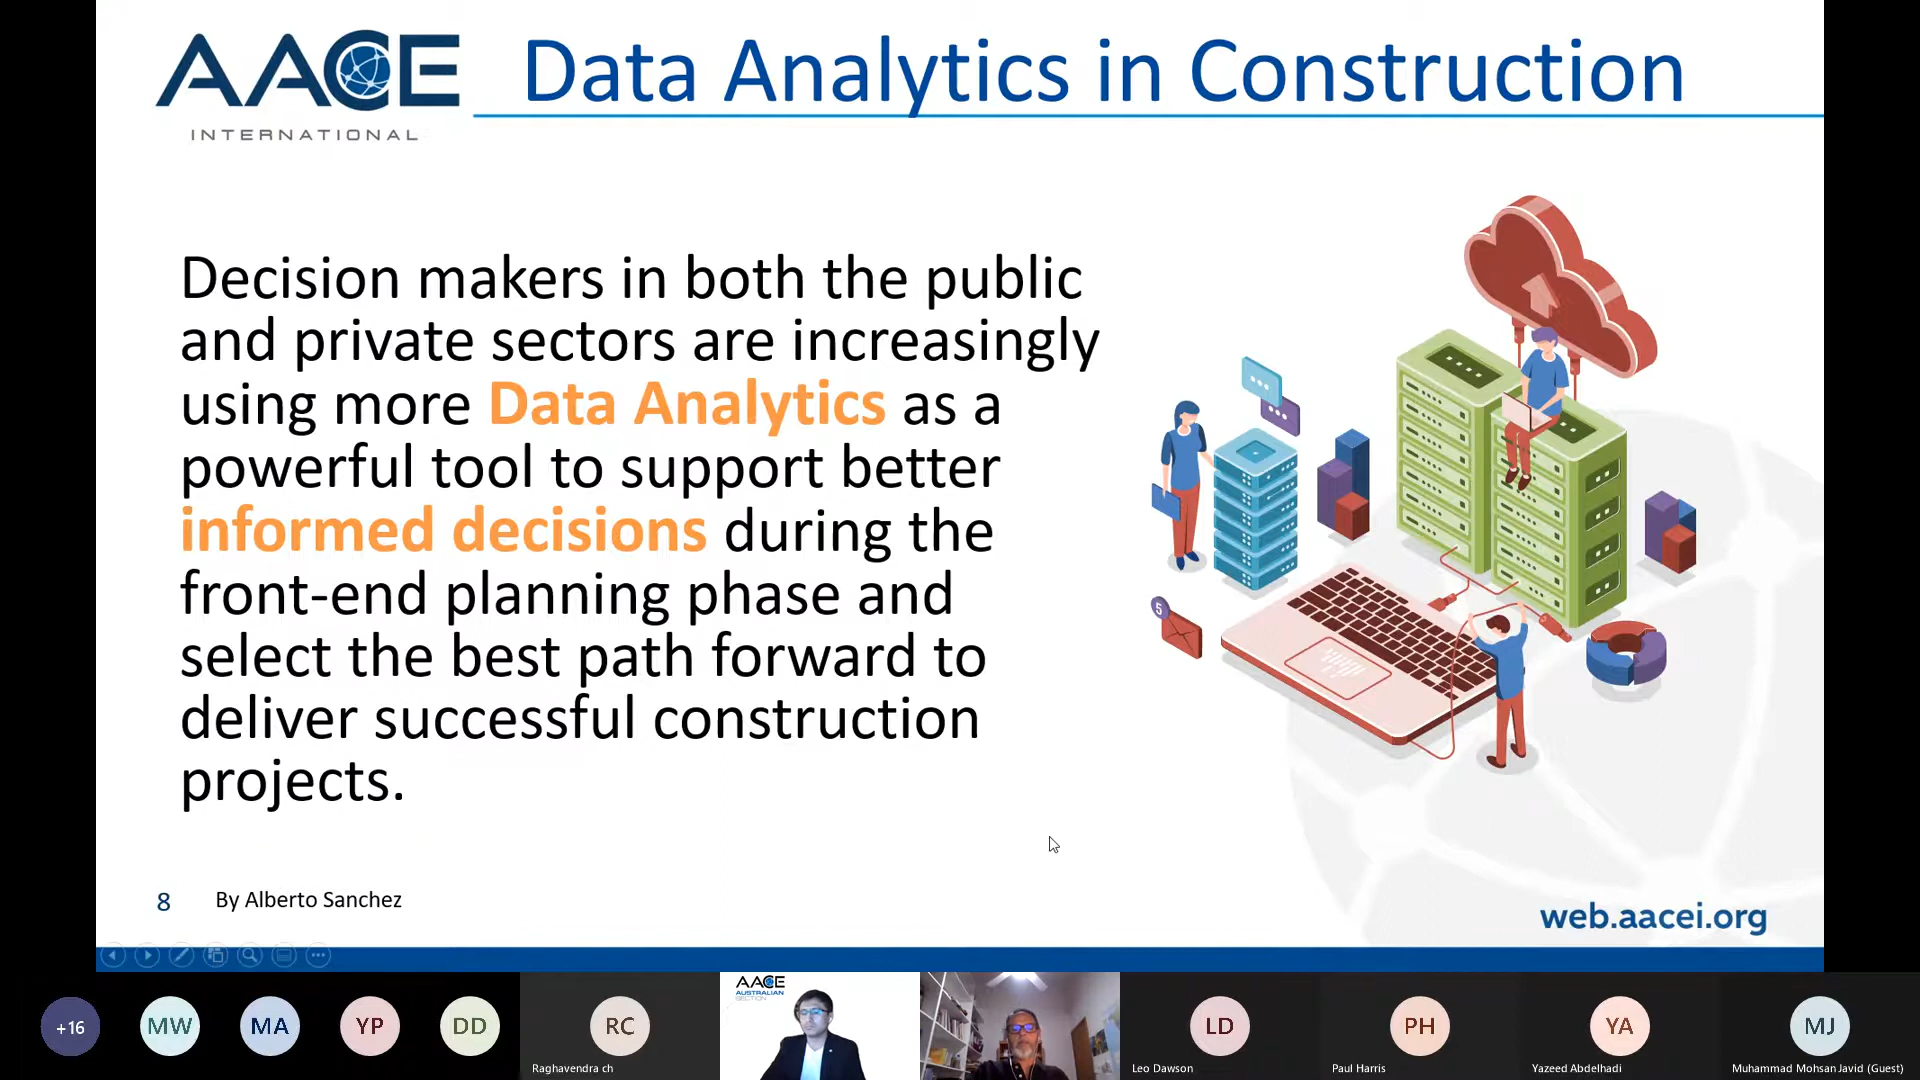 AACE
INTERNATIONAL
Data Analytics in Construction
Decision makers in both the public
and private sectors are increasingly
using more Data Analytics as a
powerful tool to support better
informed decisions during the
front-end planning phase and
select the best path forward to
deliver successful construction
projects.
5
8
By Alberto Sanchez
web.aacei.org
+16
MW
MA
YP
DD
RC
Raghavendra ch
AACE
AUSTRALIAN
SECTION
LD
Leo Dawson
PH
Paul Harris
YA
Yazeed Abdelhadi
MJ
Muhammad Mohsan Javid (Guest)